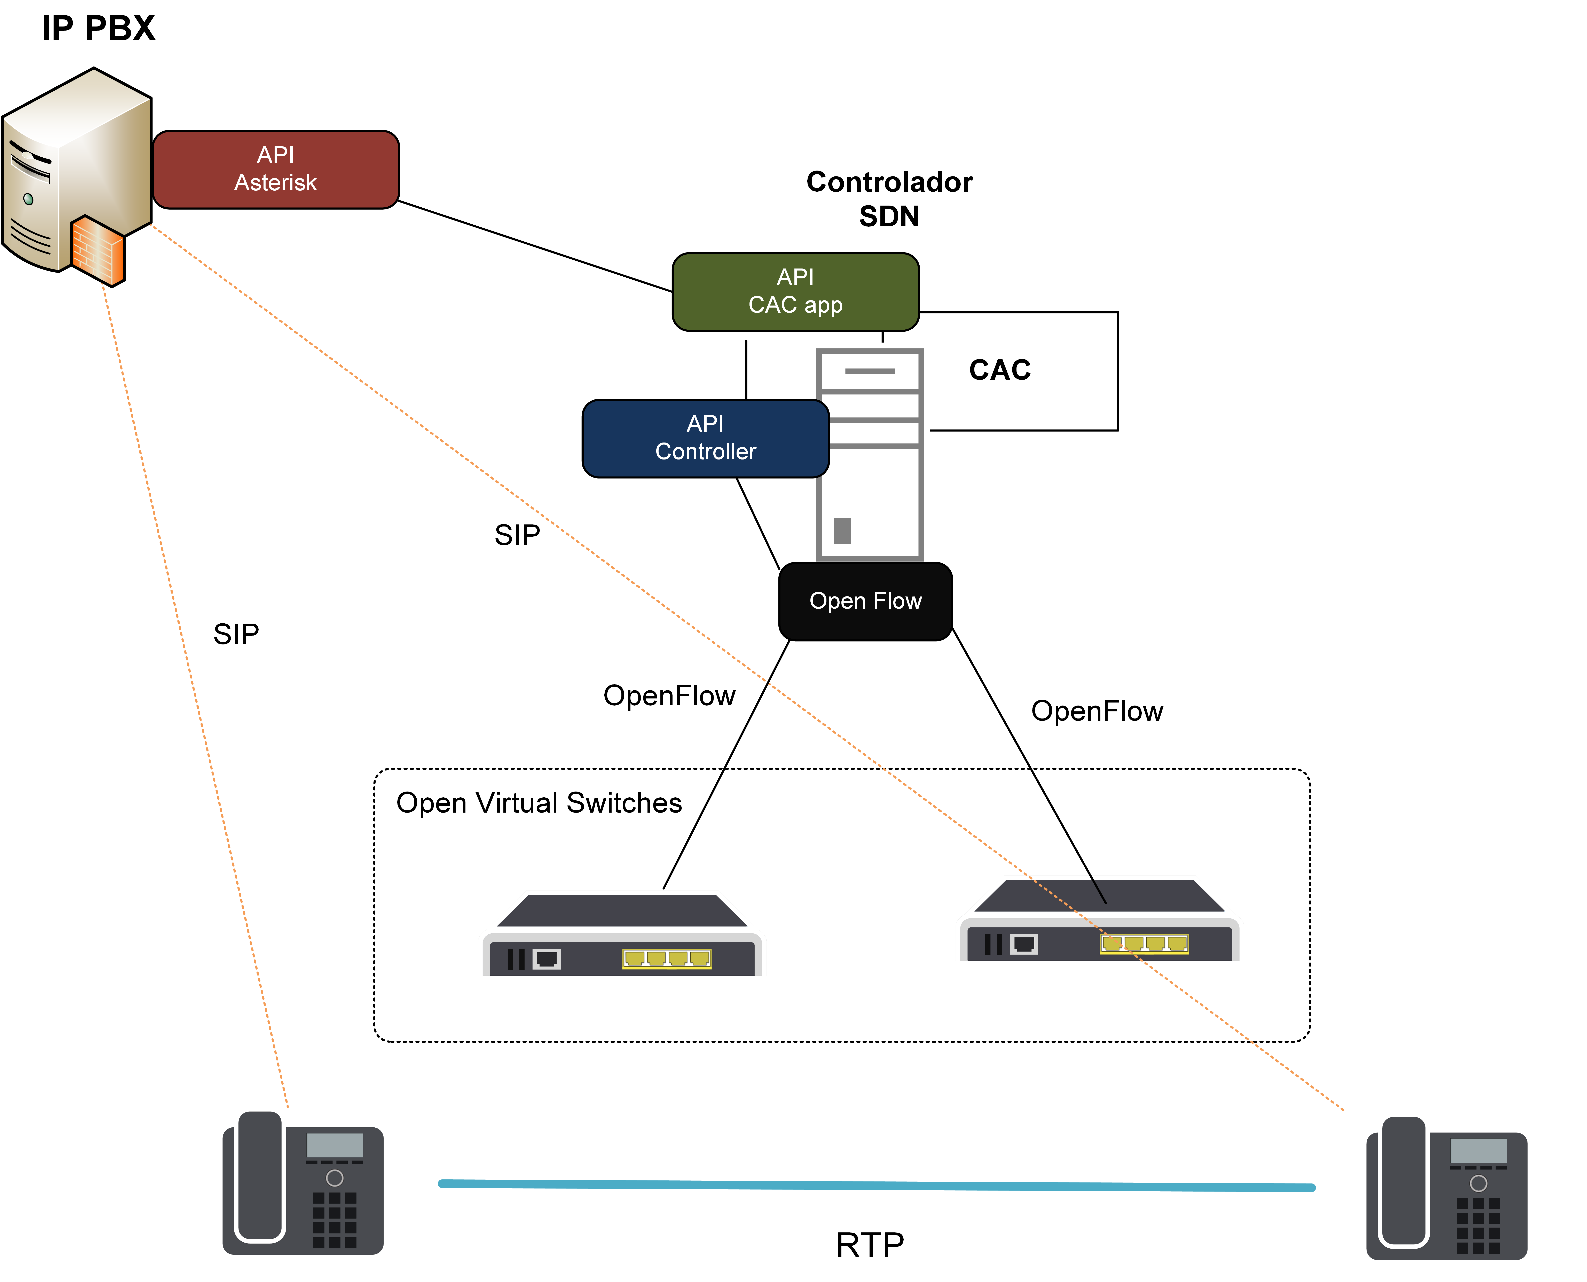 IP PBX
API
Asterisk
Controlador
SDN
API
CAC app
CAC
API
Controller
SIP
Open Flow
SIP
OpenFlow
OpenFlow
Open Virtual Switches
RTP